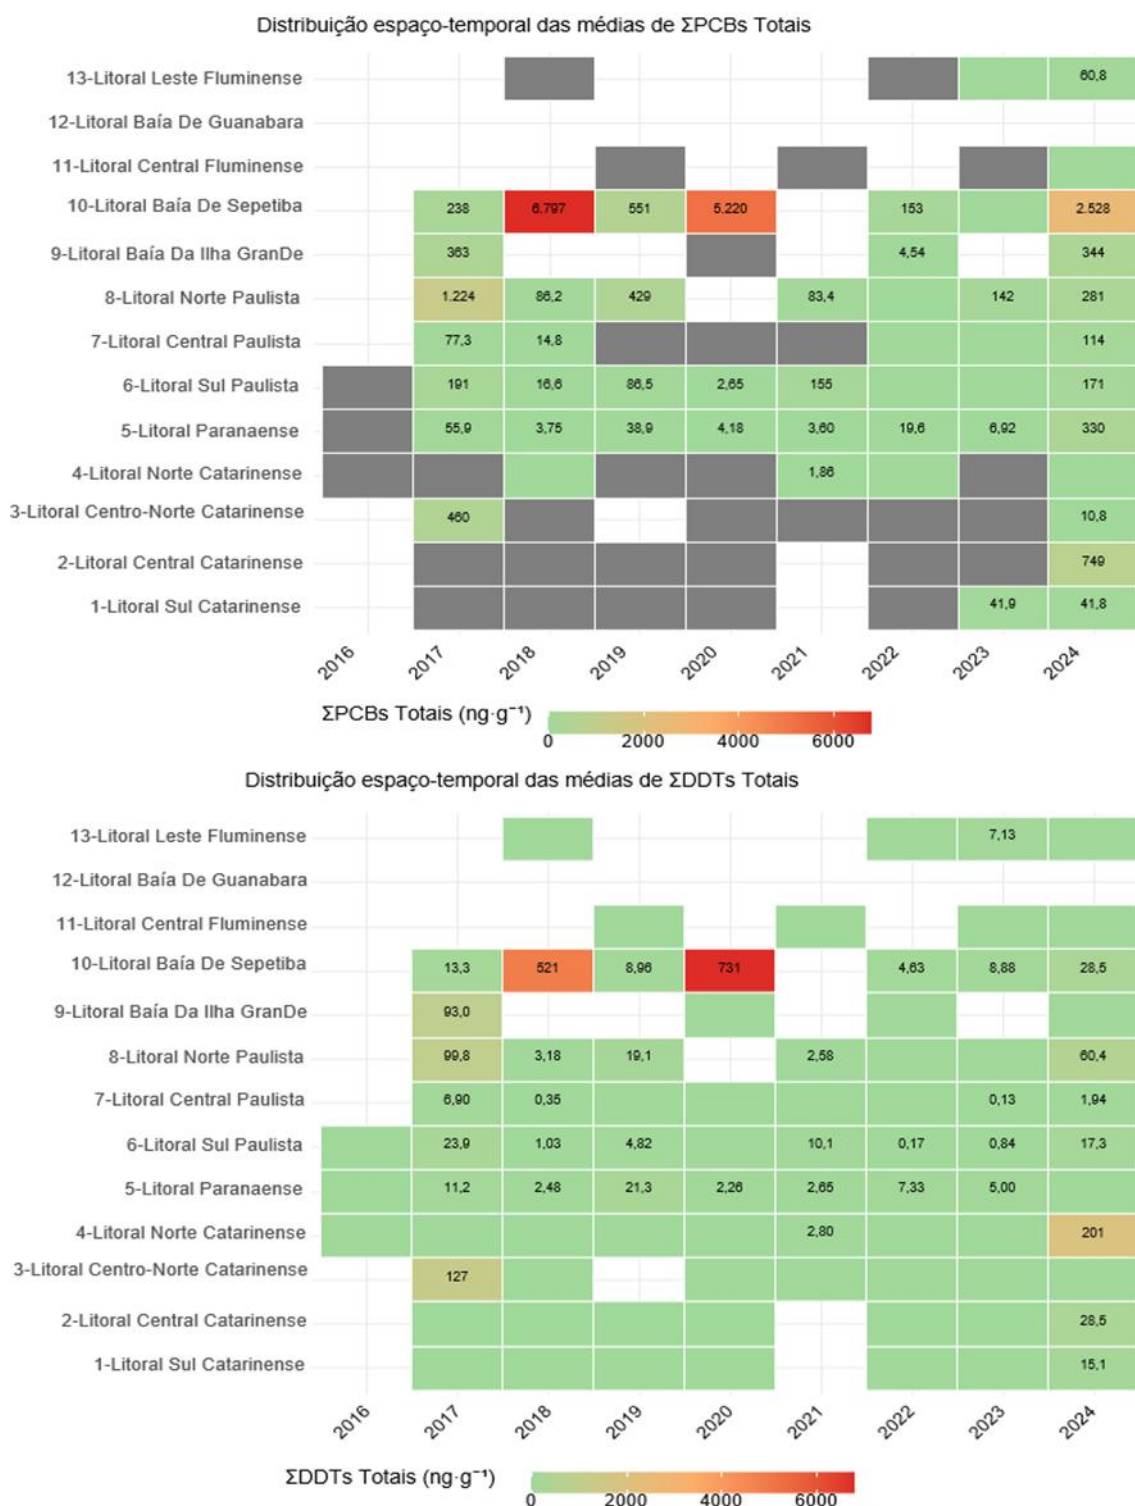 Distribuição espaço-temporal das médias de ΣPCBs Totais
13-Litoral Leste Fluminense 60,8
12-Litoral Baía De Guanabara
11-Litoral Central Fluminense
10-Litoral Baía De Sepetiba 238 6.797 551 5.220 153 2.528
9-Litoral Baía Da Ilha GranDe 363 4,54 344
8-Litoral Norte Paulista 1.224 86,2 429 83,4 142 281
7-Litoral Central Paulista 77,3 14,8 114
6-Litoral Sul Paulista 191 16,6 86,5 2,65 155 171
5-Litoral Paranaense 55,9 3,75 38,9 4,18 3,60 19,6 6,92 330
4-Litoral Norte Catarinense 1,86
3-Litoral Centro-Norte Catarinense 460 10,8
2-Litoral Central Catarinense 749
1-Litoral Sul Catarinense 41,9 41,8
2016 2017 2018 2019 2020 2021 2022 2023 2024
ΣPCBs Totais (ng·g⁻¹)
0 2000 4000 6000
Distribuição espaço-temporal das médias de ΣDDTs Totais
13-Litoral Leste Fluminense 7,13
12-Litoral Baía De Guanabara
11-Litoral Central Fluminense
10-Litoral Baía De Sepetiba 13,3 521 8,96 731 4,63 8,88 28,5
9-Litoral Baía Da Ilha GranDe 93,0
8-Litoral Norte Paulista 99,8 3,18 19,1 2,58 60,4
7-Litoral Central Paulista 6,90 0,35 0,13 1,94
6-Litoral Sul Paulista 23,9 1,03 4,82 10,1 0,17 0,84 17,3
5-Litoral Paranaense 11,2 2,48 21,3 2,26 2,65 7,33 5,00
4-Litoral Norte Catarinense 2,80 201
3-Litoral Centro-Norte Catarinense 127
2-Litoral Central Catarinense 28,5
1-Litoral Sul Catarinense 15,1
2016 2017 2018 2019 2020 2021 2022 2023 2024
ΣDDTs Totais (ng·g⁻¹)
0 2000 4000 6000